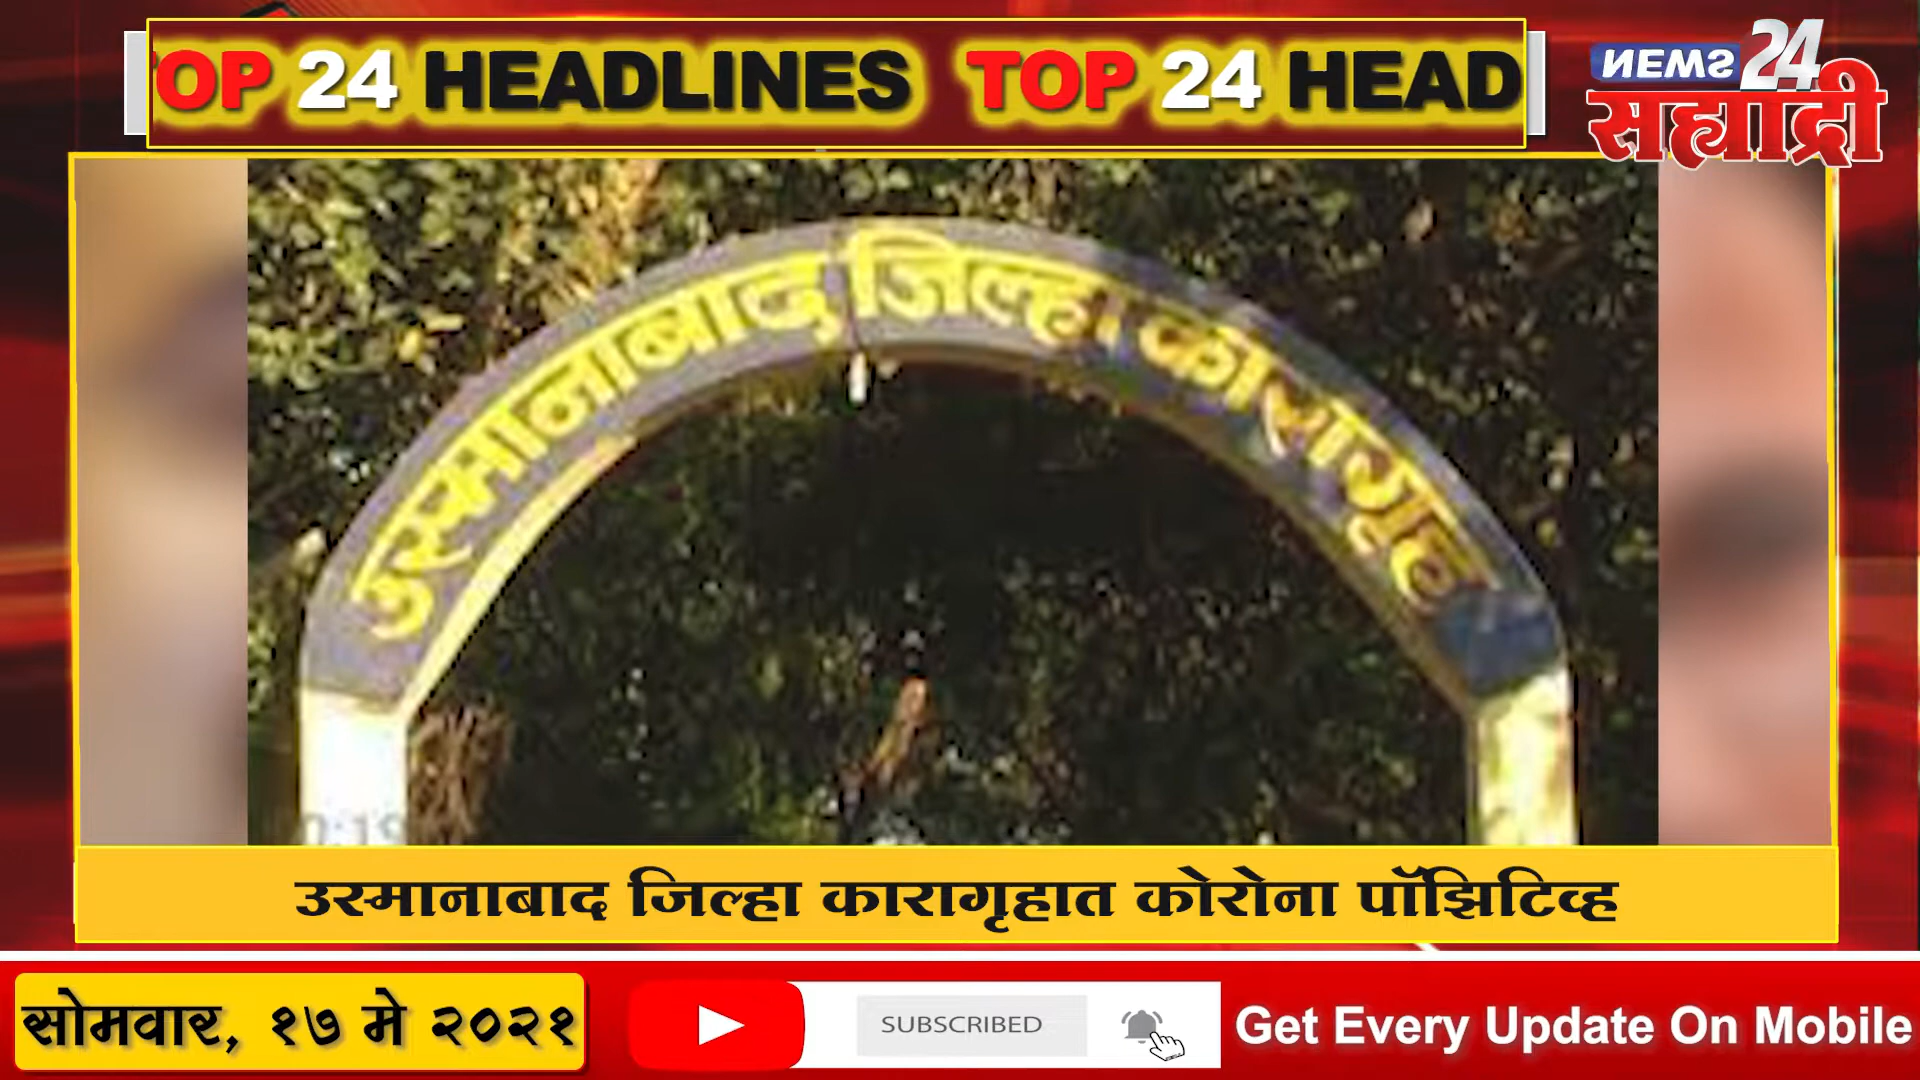 OP 24 HEADLINES TOP 24 HEAD
NEWS 24
सह्याद्री
उस्मानाबाद जिल्हा कारागृह
उस्मानाबाद जिल्हा कारागृहात कोरोना पॉझिटिव्ह
सोमवार, १७ मे २०२१
SUBSCRIBED
Get Every Update On Mobile